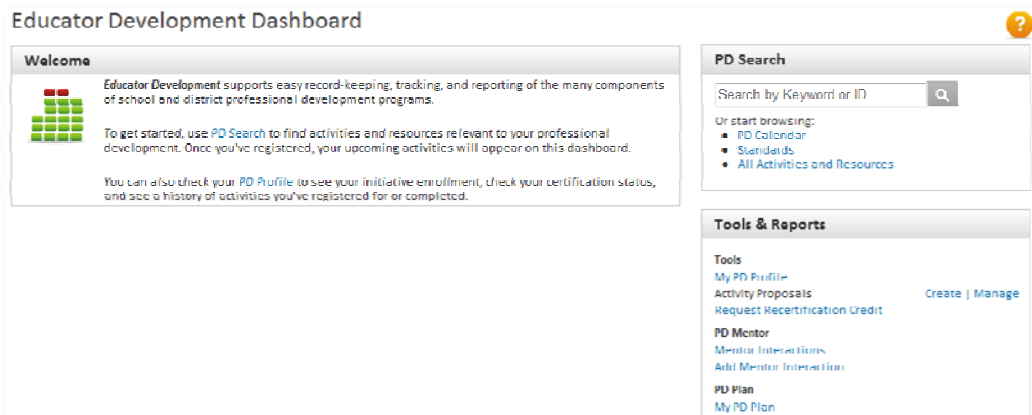 Educator Development Dashboard
?
Welcome
Educator Development supports easy record-keeping, tracking, and reporting of the many components
of school and district professional development programs.
To get started, use PD Search to find activities and resources relevant to your professional
development. Once you've registered, your upcoming activities will appear on this dashboard.
You can also check your PD Profile to see your initiative enrollment, check your certification status,
and see a history of activities you've registered for or completed.
PD Search
Search by Keyword or ID
Or start browsing:
PD Calendar
Standards
All Activities and Resources
Tools & Reports
Tools
My PD Profile
Activity Proposals Create | Manage
Request Recertification Credit
PD Mentor
Mentor Interactions
Add Mentor Interaction
PD Plan
My PD Plan